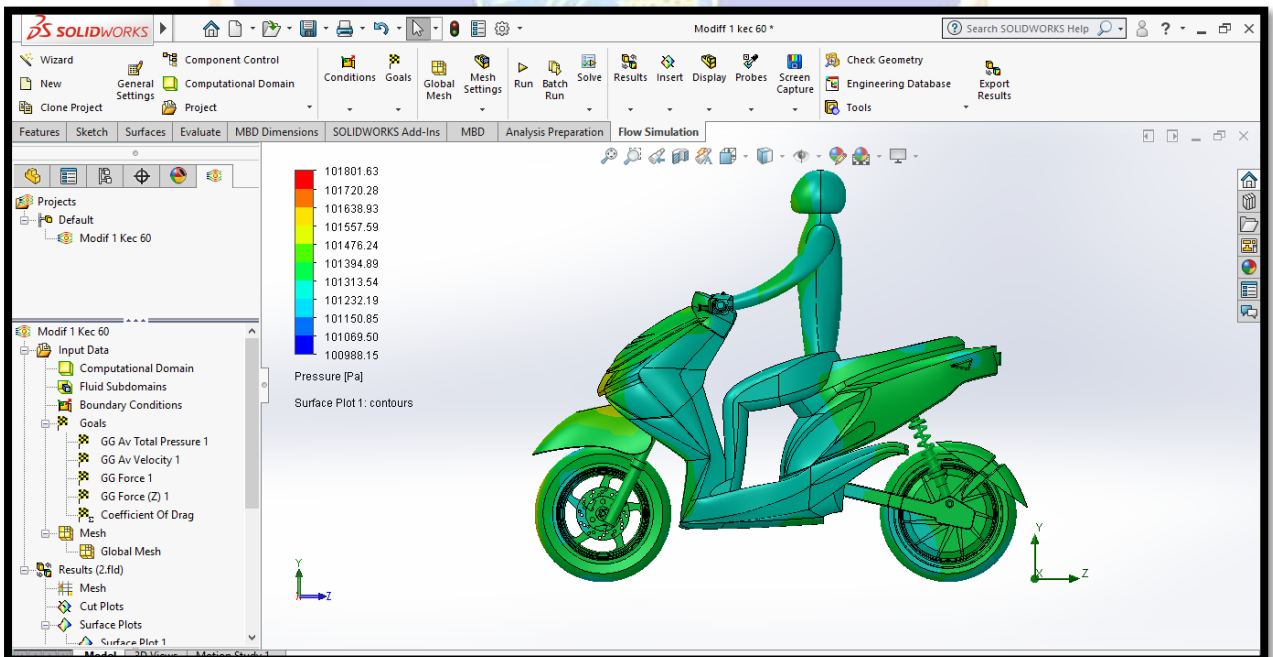 SOLIDWORKS
Modiff 1 kec 60 *
Search SOLIDWORKS Help
?
Wizard
New
Clone Project
General Settings
Component Control
Computational Domain
Project
Conditions
Goals
Global Mesh
Mesh Settings
Run
Batch Run
Solve
Results
Insert
Display
Probes
Screen Capture
Check Geometry
Engineering Database
Tools
Export Results
Features Sketch Surfaces Evaluate MBD Dimensions SOLIDWORKS Add-Ins MBD Analysis Preparation Flow Simulation
Projects
Default
Modif 1 Kec 60
Modif 1 Kec 60
Input Data
Computational Domain
Fluid Subdomains
Boundary Conditions
Goals
GG Av Total Pressure 1
GG Av Velocity 1
GG Force 1
GG Force (Z) 1
Coefficient Of Drag
Mesh
Global Mesh
Results (2.fld)
Mesh
Cut Plots
Surface Plots
Surface Plot 1
101801.63
101720.28
101638.93
101557.59
101476.24
101394.89
101313.54
101232.19
101150.85
101069.50
100988.15
Pressure [Pa]
Surface Plot 1: contours
Y
Z
Y
X
Z
Model 3D Views Motion Study 1